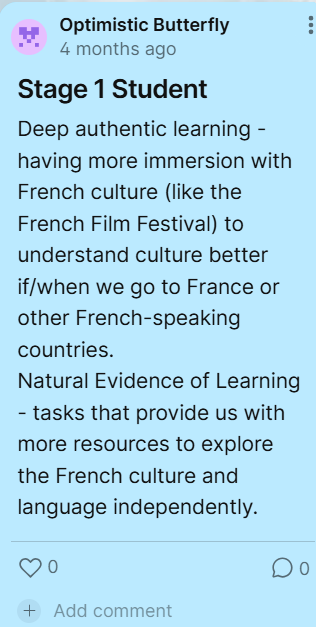 Optimistic Butterfly
4 months ago
Stage 1 Student
Deep authentic learning -
having more immersion with
French culture (like the
French Film Festival) to
understand culture better
if/when we go to France or
other French-speaking
countries.
Natural Evidence of Learning
- tasks that provide us with
more resources to explore
the French culture and
language independently.
0
0
Add comment